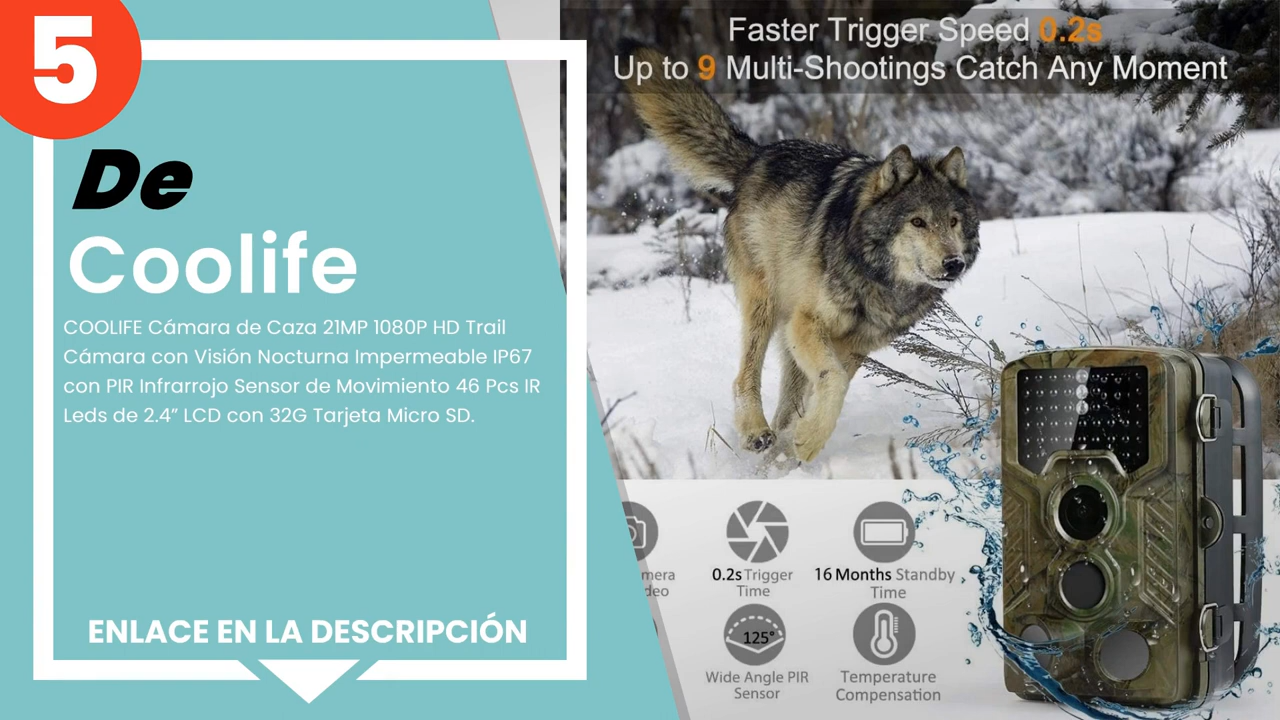 5
De
Coolife
COOLIFE Cámara de Caza 21MP 1080P HD Trail
Cámara con Visión Nocturna Impermeable IP67
con PIR Infrarrojo Sensor de Movimiento 46 Pcs IR
Leds de 2.4” LCD con 32G Tarjeta Micro SD.
ENLACE EN LA DESCRIPCIÓN
Faster Trigger Speed 0.2s
Up to 9 Multi-Shootings Catch Any Moment
0.2s Trigger
Time
16 Months Standby
Time
125°
Wide Angle PIR
Sensor
Temperature
Compensation